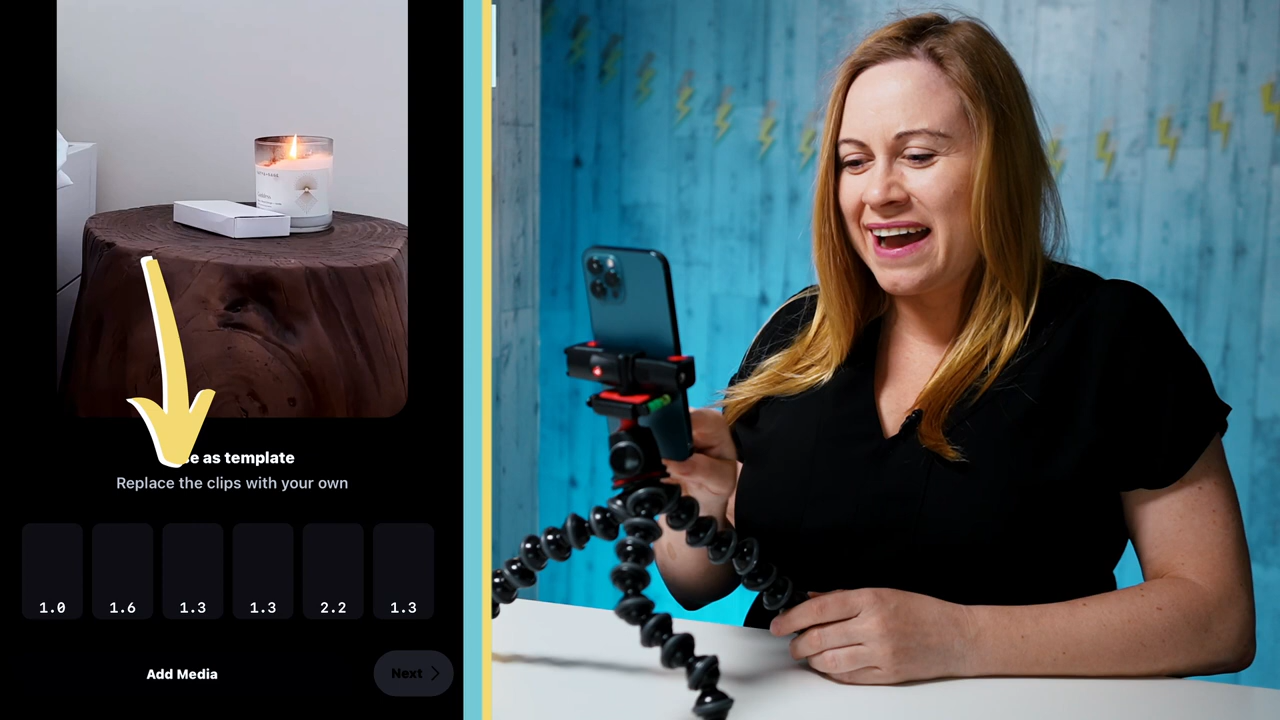 as template
Replace the clips with your own
1.0
1.6
1.3
1.3
2.2
1.3
Add Media
Next